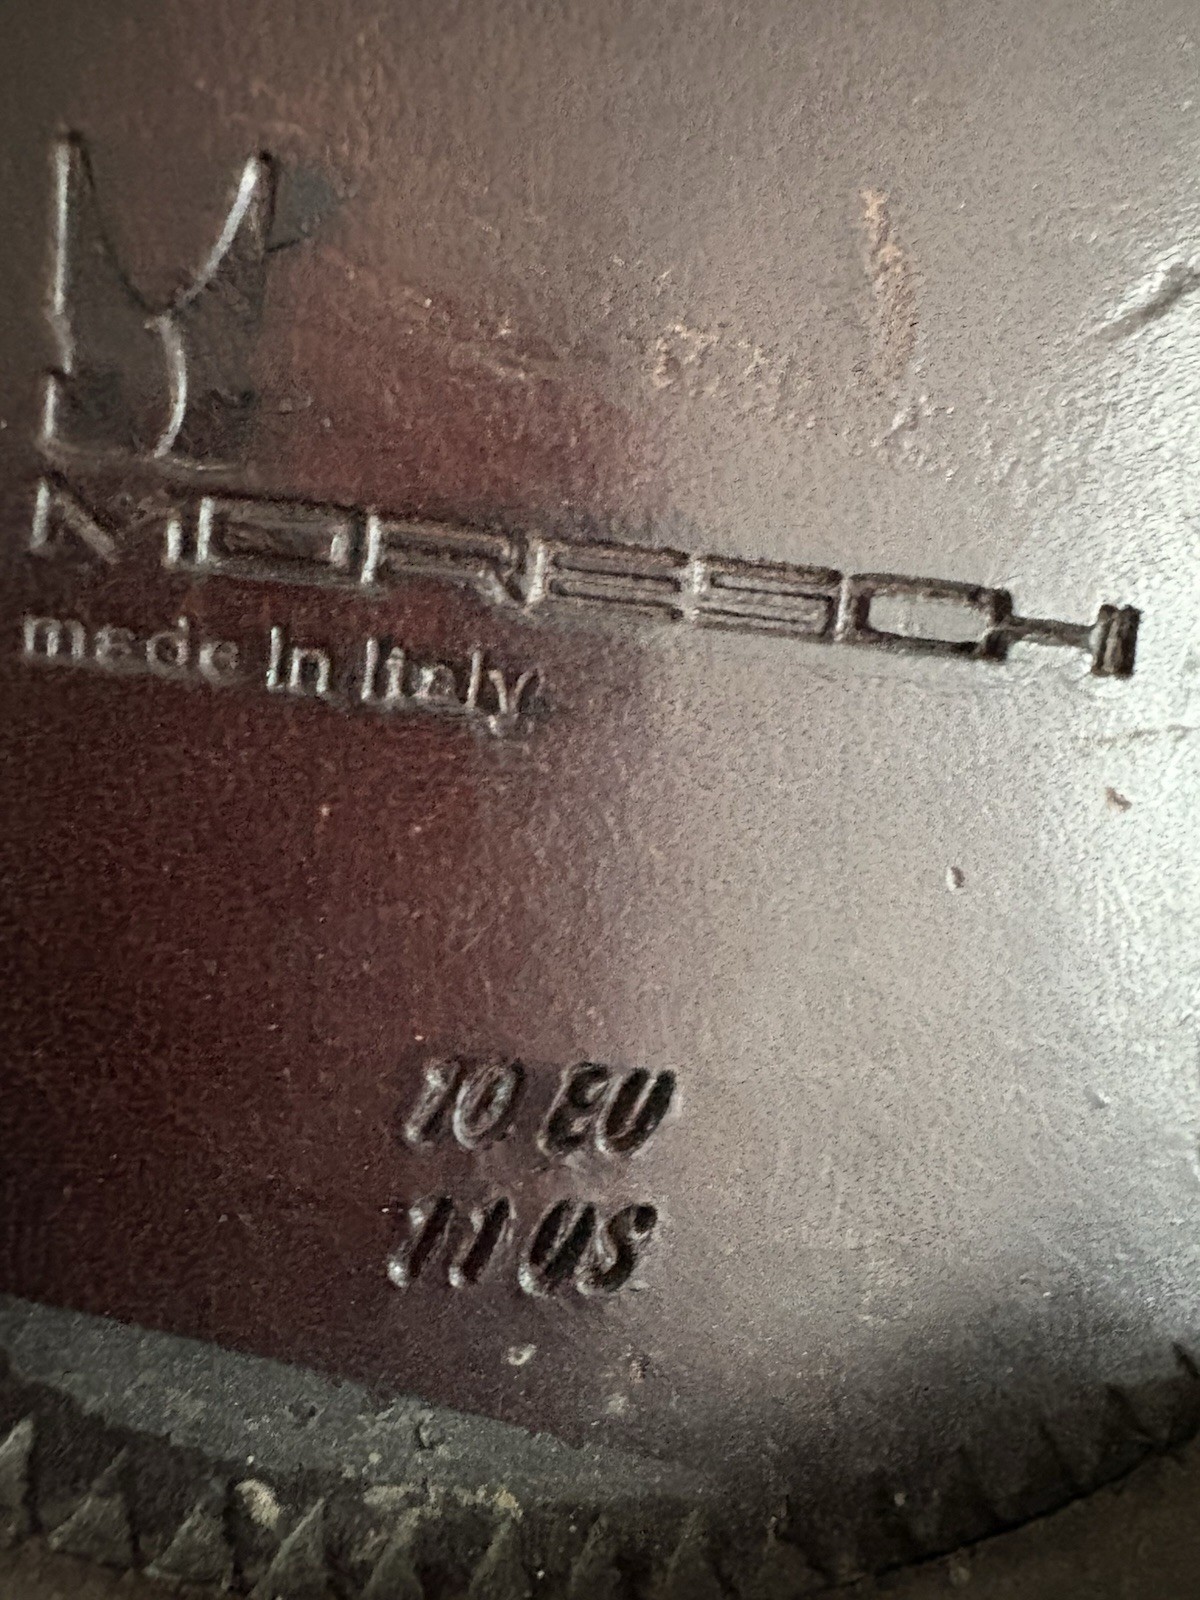 MORESCHI
made in Italy
10 EU
11 US